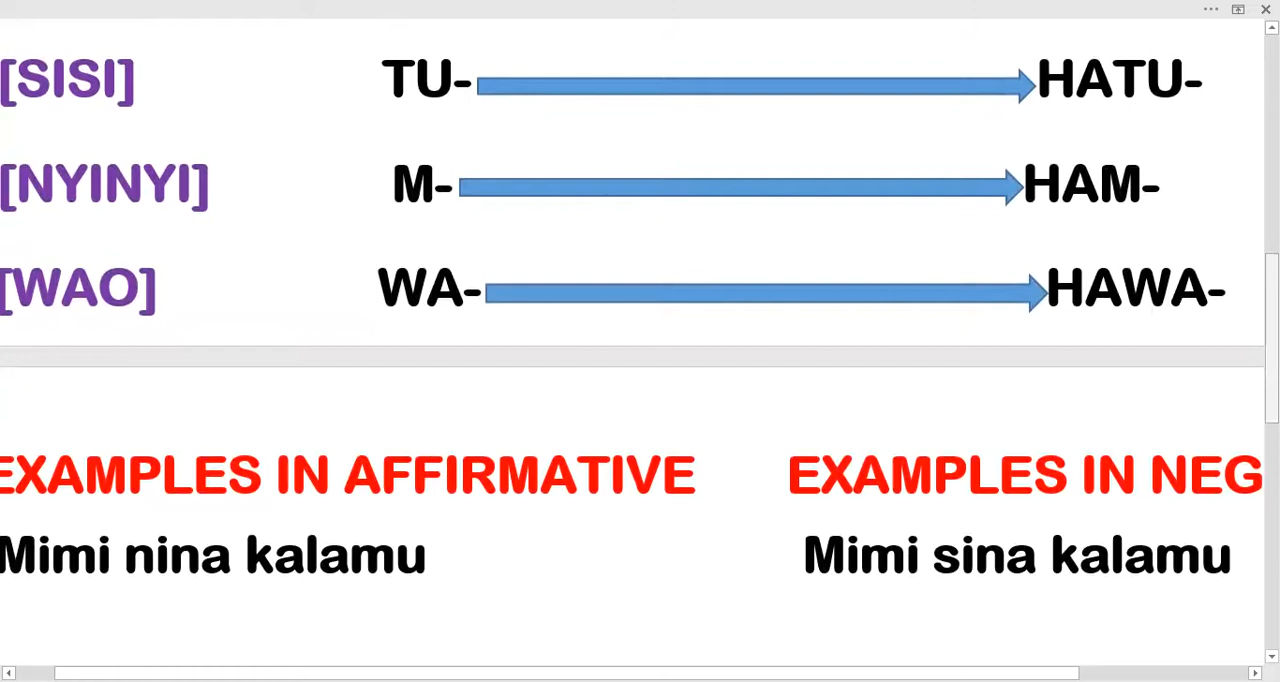 [SISI] TU- HATU-
[NYINYI] M- HAM-
[WAO] WA- HAWA-
EXAMPLES IN AFFIRMATIVE EXAMPLES IN NEG
Mimi nina kalamu Mimi sina kalamu